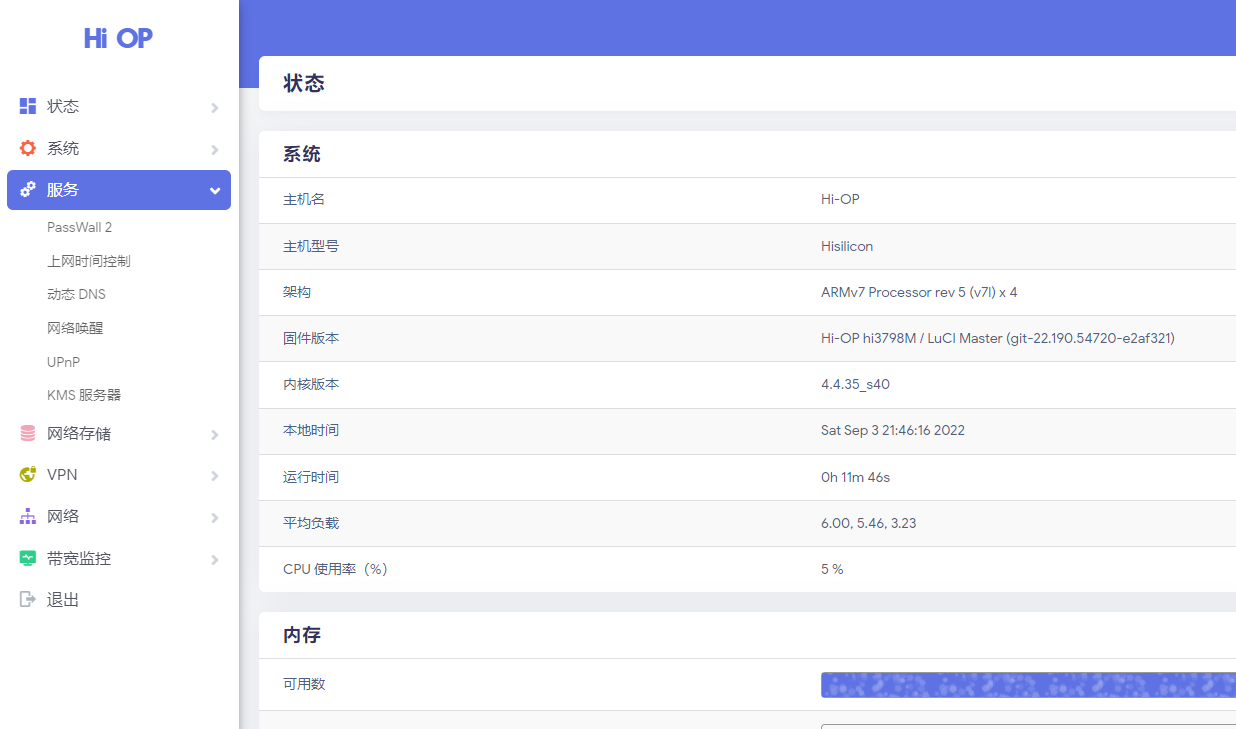 Hi OP
状态
系统
服务
PassWall 2
上网时间控制
动态 DNS
网络唤醒
UPnP
KMS 服务器
网络存储
VPN
网络
带宽监控
退出
状态
系统
主机名 Hi-OP
主机型号 Hisilicon
架构 ARMv7 Processor rev 5 (v7l) x 4
固件版本 Hi-OP hi3798M / LuCI Master (git-22.190.54720-e2af321)
内核版本 4.4.35_s40
本地时间 Sat Sep 3 21:46:16 2022
运行时间 0h 11m 46s
平均负载 6.00, 5.46, 3.23
CPU 使用率（%） 5 %
内存
可用数